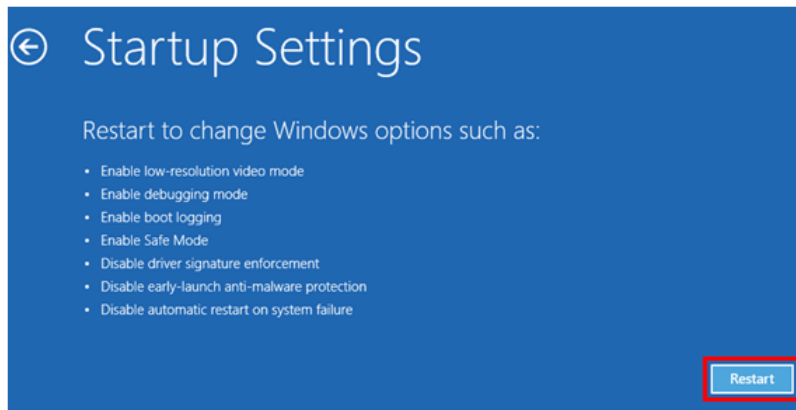 Startup Settings
Restart to change Windows options such as:
• Enable low-resolution video mode
• Enable debugging mode
• Enable boot logging
• Enable Safe Mode
• Disable driver signature enforcement
• Disable early-launch anti-malware protection
• Disable automatic restart on system failure
Restart